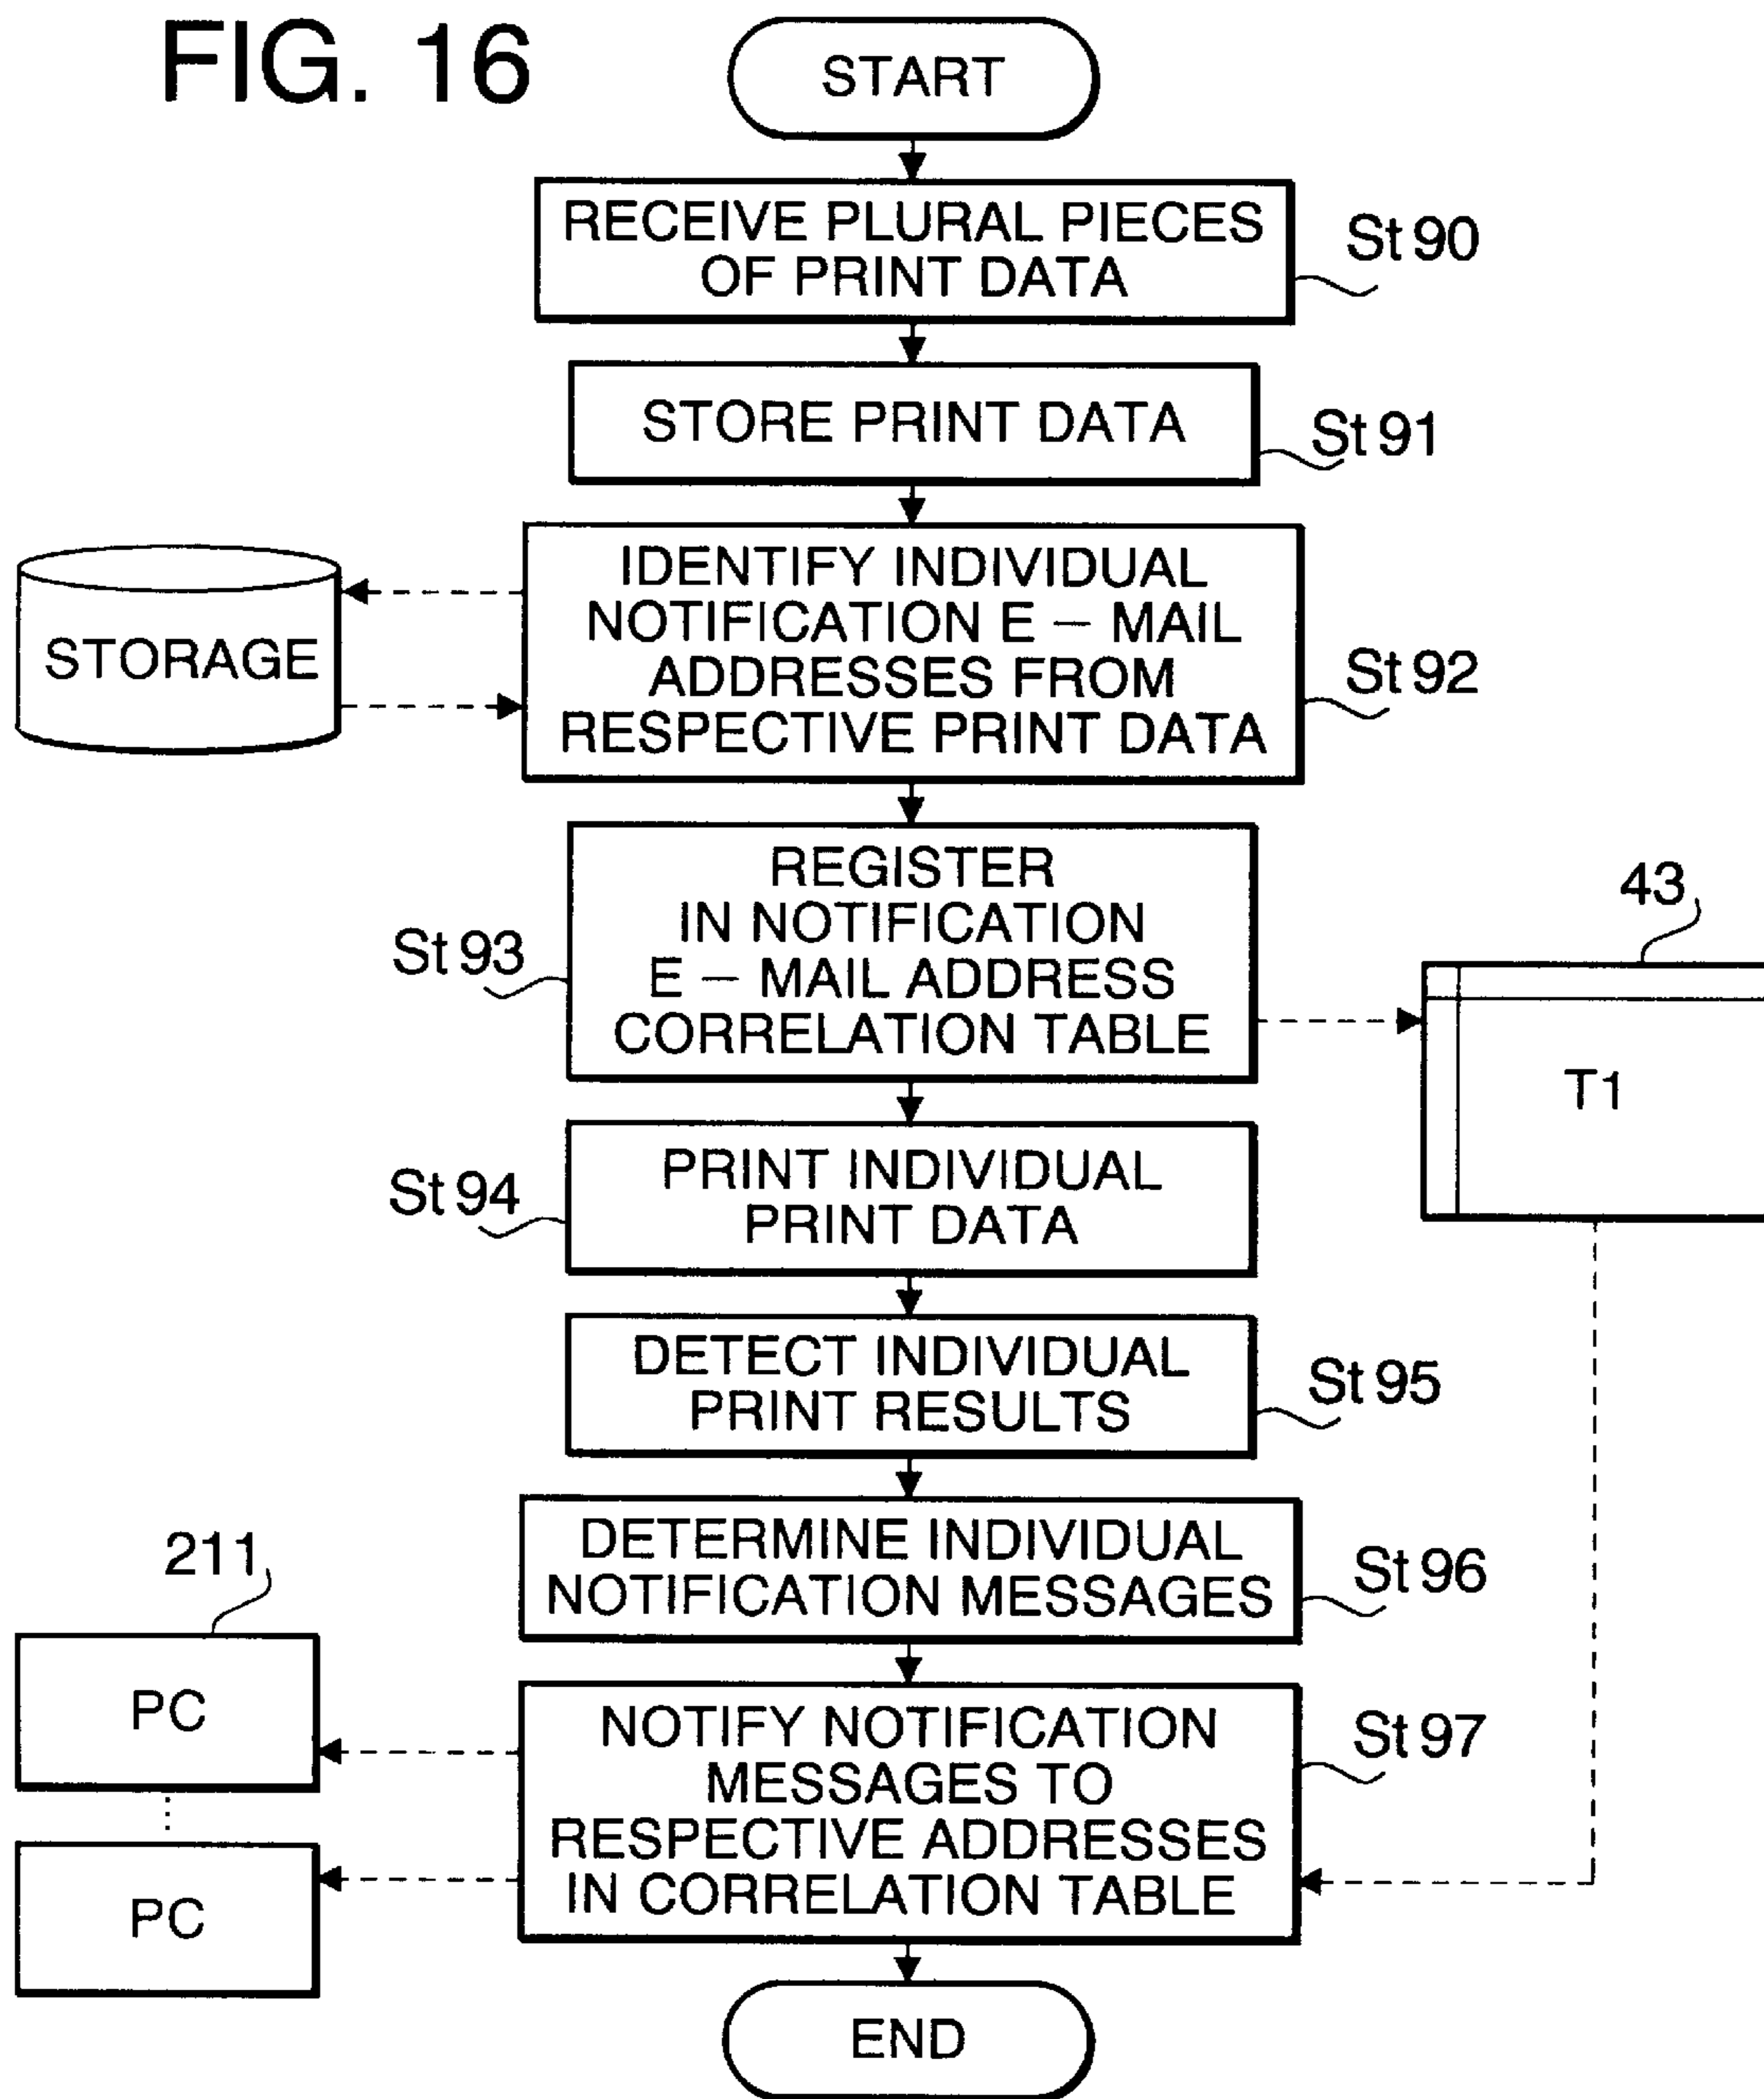 FIG. 16
START
RECEIVE PLURAL PIECES
OF PRINT DATA
St 90
STORE PRINT DATA
St 91
STORAGE
IDENTIFY INDIVIDUAL
NOTIFICATION E – MAIL
ADDRESSES FROM
RESPECTIVE PRINT DATA
St 92
REGISTER
IN NOTIFICATION
E – MAIL ADDRESS
CORRELATION TABLE
St 93
43
T1
PRINT INDIVIDUAL
PRINT DATA
St 94
DETECT INDIVIDUAL
PRINT RESULTS
St 95
DETERMINE INDIVIDUAL
NOTIFICATION MESSAGES
St 96
211
PC
PC
NOTIFY NOTIFICATION
MESSAGES TO
RESPECTIVE ADDRESSES
IN CORRELATION TABLE
St 97
END